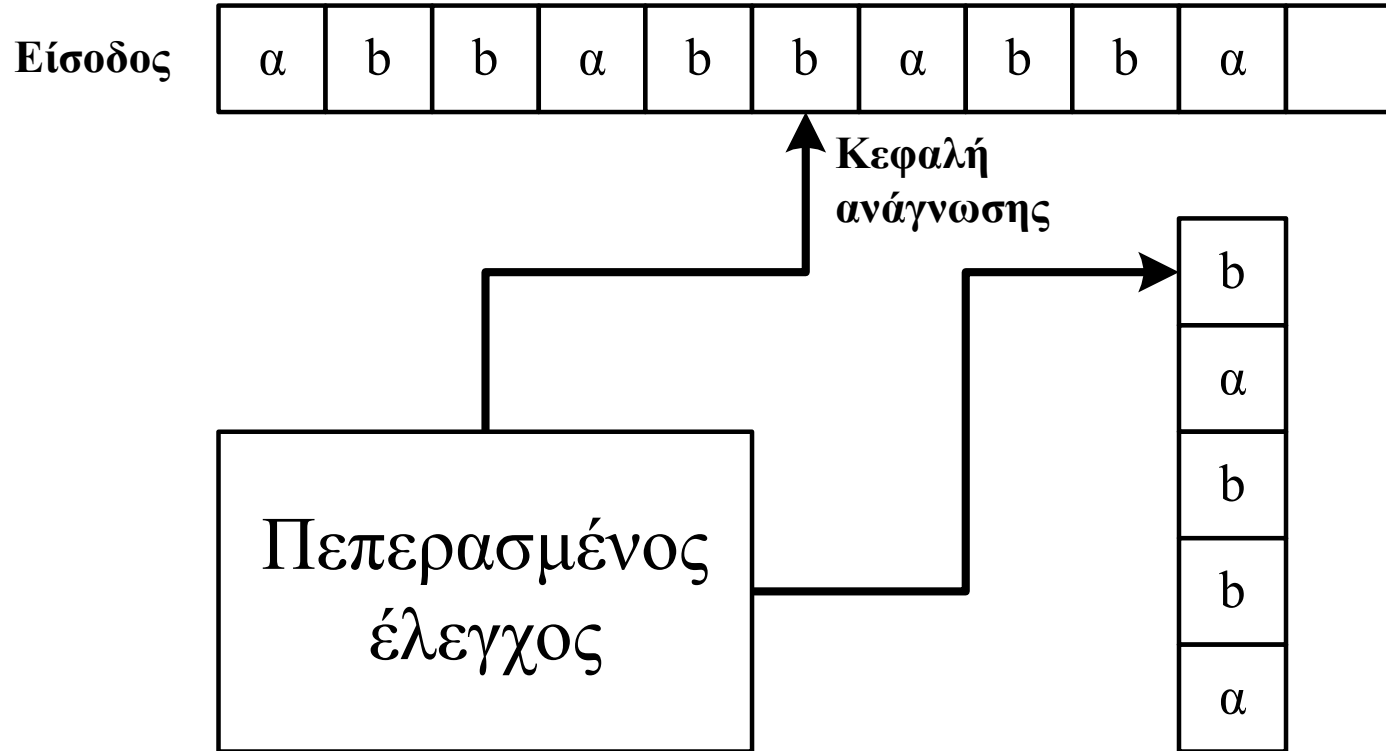 Είσοδος α b b α b b α b b α
Κεφαλή
ανάγνωσης
b
α
b
b
α
Πεπερασμένος
έλεγχος